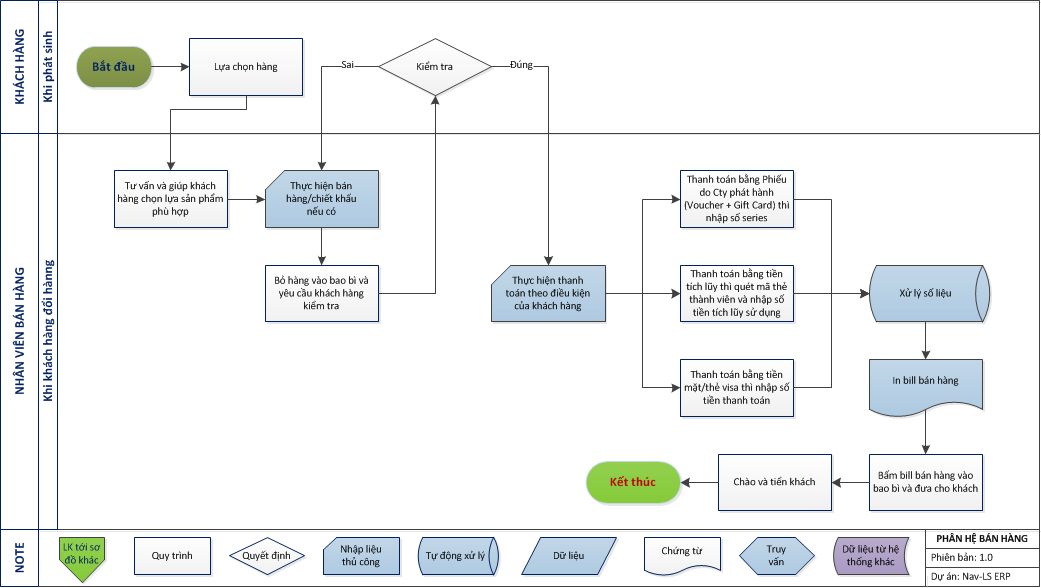 KHÁCH HÀNG
Khi phát sinh
Bắt đầu
Lựa chọn hàng
Sai
Kiểm tra
Đúng
NHÂN VIÊN BÁN HÀNG
Khi khách hàng đổi hànng
Tư vấn và giúp khách
hàng chọn lựa sản phẩm
phù hợp
Thực hiện bán
hàng/chiết khấu
nếu có
Bỏ hàng vào bao bì và
yêu cầu khách hàng
kiểm tra
Thực hiện thanh
toán theo điều kiện
của khách hàng
Thanh toán bằng Phiếu
do Cty phát hành
(Voucher + Gift Card) thì
nhập số series
Thanh toán bằng tiền
tích lũy thì quét mã thẻ
thành viên và nhập số
tiền tích lũy sử dụng
Thanh toán bằng tiền
mặt/thẻ visa thì nhập số
tiền thanh toán
Xử lý số liệu
In bill bán hàng
Bấm bill bán hàng vào
bao bì và đưa cho khách
Chào và tiển khách
Kết thúc
NOTE
LK tới sơ
đồ khác
Quy trình
Quyết định
Nhập liệu
thủ công
Tự động xử lý
Dữ liệu
Chứng từ
Truy
vấn
Dữ liệu từ hệ
thống khác
PHÂN HỆ BÁN HÀNG
Phiên bản: 1.0
Dự án: Nav-LS ERP